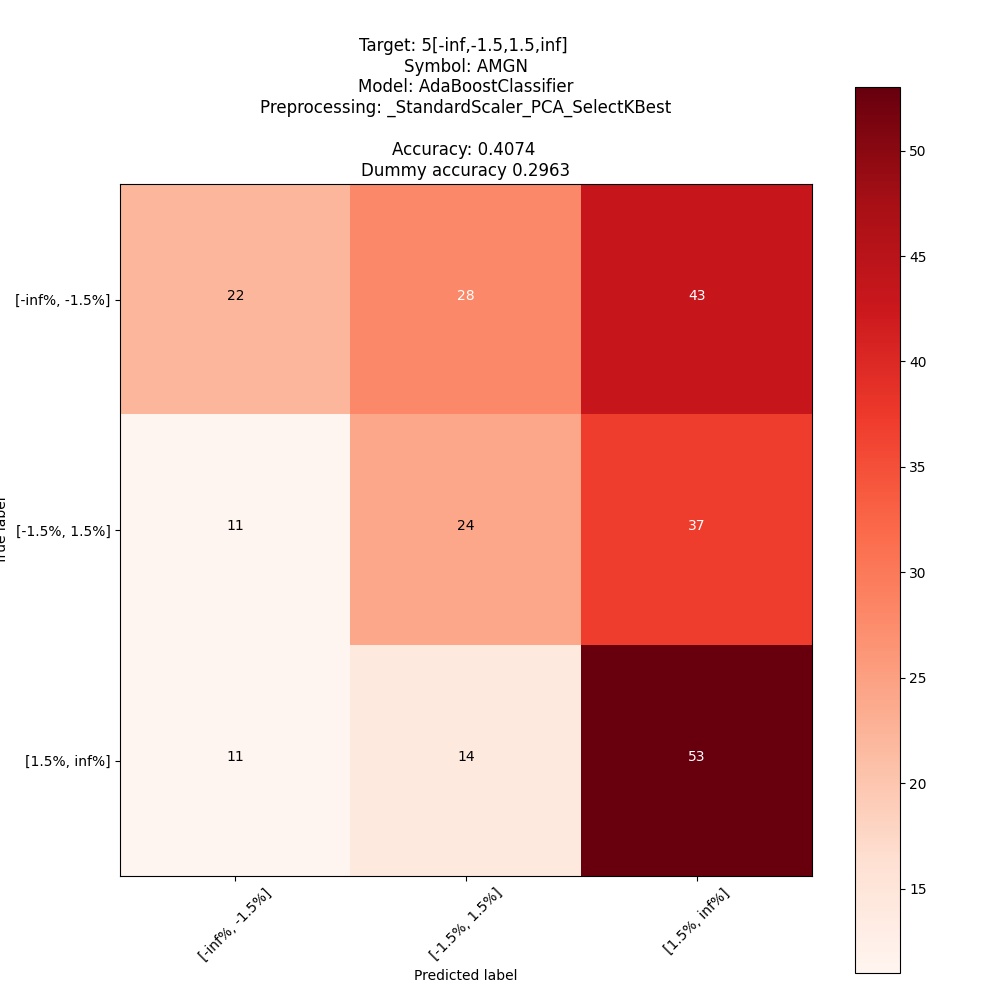 Target: 5[-inf,-1.5,1.5,inf]
Symbol: AMGN
Model: AdaBoostClassifier
Preprocessing: _StandardScaler_PCA_SelectKBest
Accuracy: 0.4074
Dummy accuracy 0.2963
[-inf%, -1.5%]
22
28
43
[-1.5%, 1.5%]
11
24
37
[1.5%, inf%]
11
14
53
[-inf%, -1.5%]
[-1.5%, 1.5%]
[1.5%, inf%]
Predicted label
label
50
45
40
35
30
25
20
15